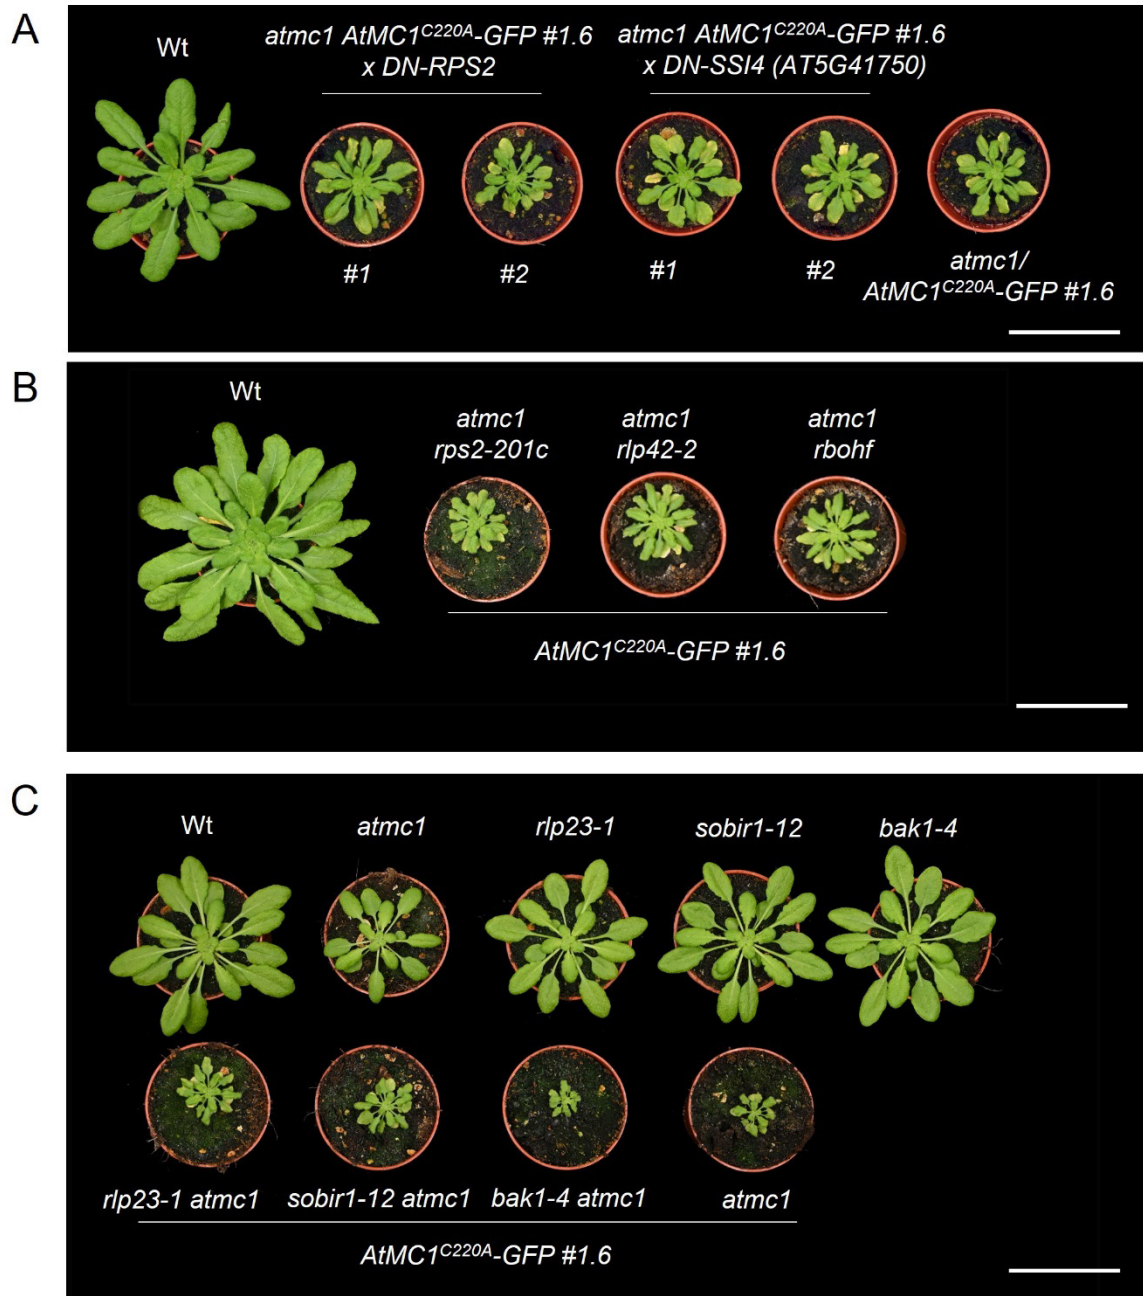 A
Wt
atmc1 AtMC1C220A-GFP #1.6
x DN-RPS2
atmc1 AtMC1C220A-GFP #1.6
x DN-SSI4 (AT5G41750)
#1
#2
#1
#2
atmc1/
AtMC1C220A-GFP #1.6
B
Wt
atmc1
rps2-201c
atmc1
rlp42-2
atmc1
rbohf
AtMC1C220A-GFP #1.6
C
Wt
atmc1
rlp23-1
sobir1-12
bak1-4
rlp23-1 atmc1
sobir1-12 atmc1
bak1-4 atmc1
atmc1
AtMC1C220A-GFP #1.6